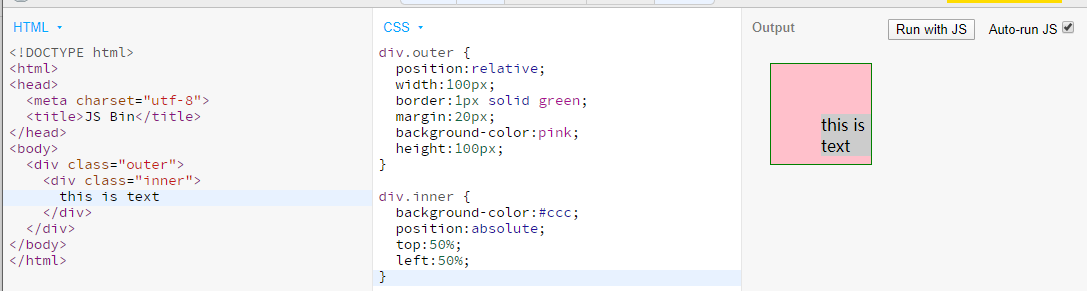 HTML
<!DOCTYPE html>
<html>
<head>
  <meta charset="utf-8">
  <title>JS Bin</title>
</head>
<body>
  <div class="outer">
    <div class="inner">
      this is text
    </div>
  </div>
</body>
</html>
CSS
div.outer {
  position:relative;
  width:100px;
  border:1px solid green;
  margin:20px;
  background-color:pink;
  height:100px;
}

div.inner {
  background-color:#ccc;
  position:absolute;
  top:50%;
  left:50%;
}
Output
Run with JS
Auto-run JS
this is
text